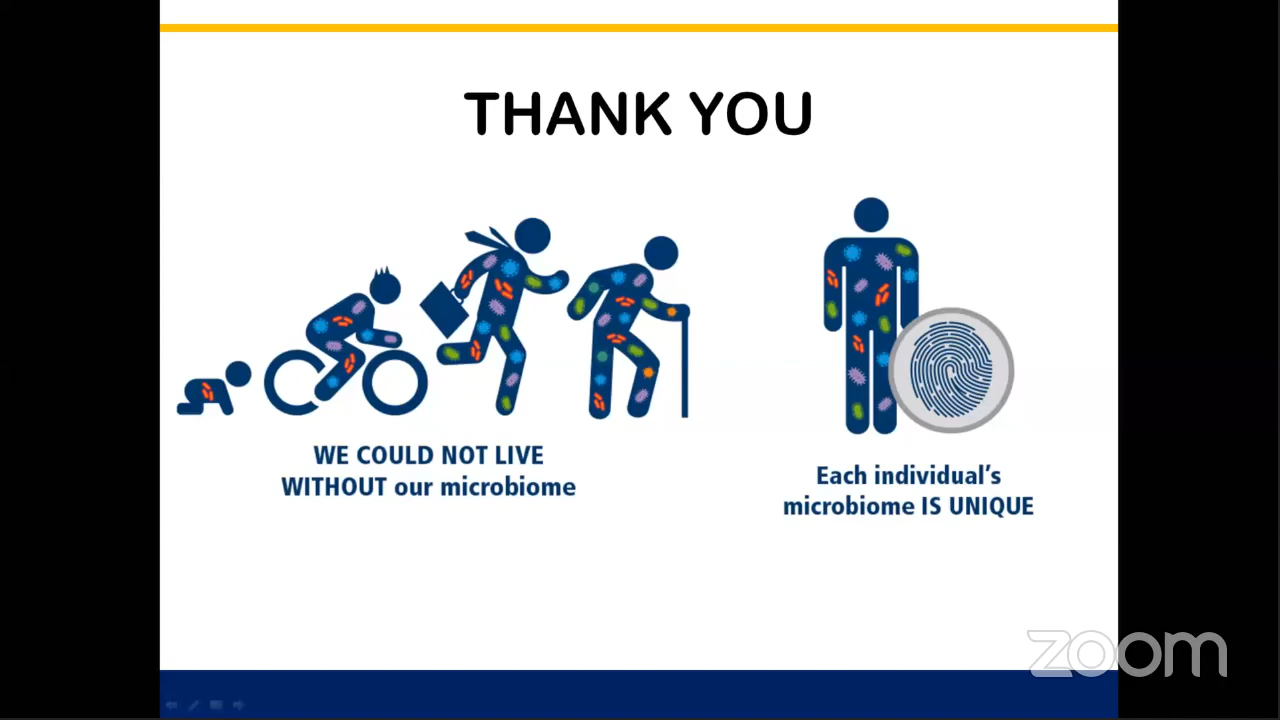 THANK YOU
WE COULD NOT LIVE
WITHOUT our microbiome
Each individual's
microbiome IS UNIQUE
zoom